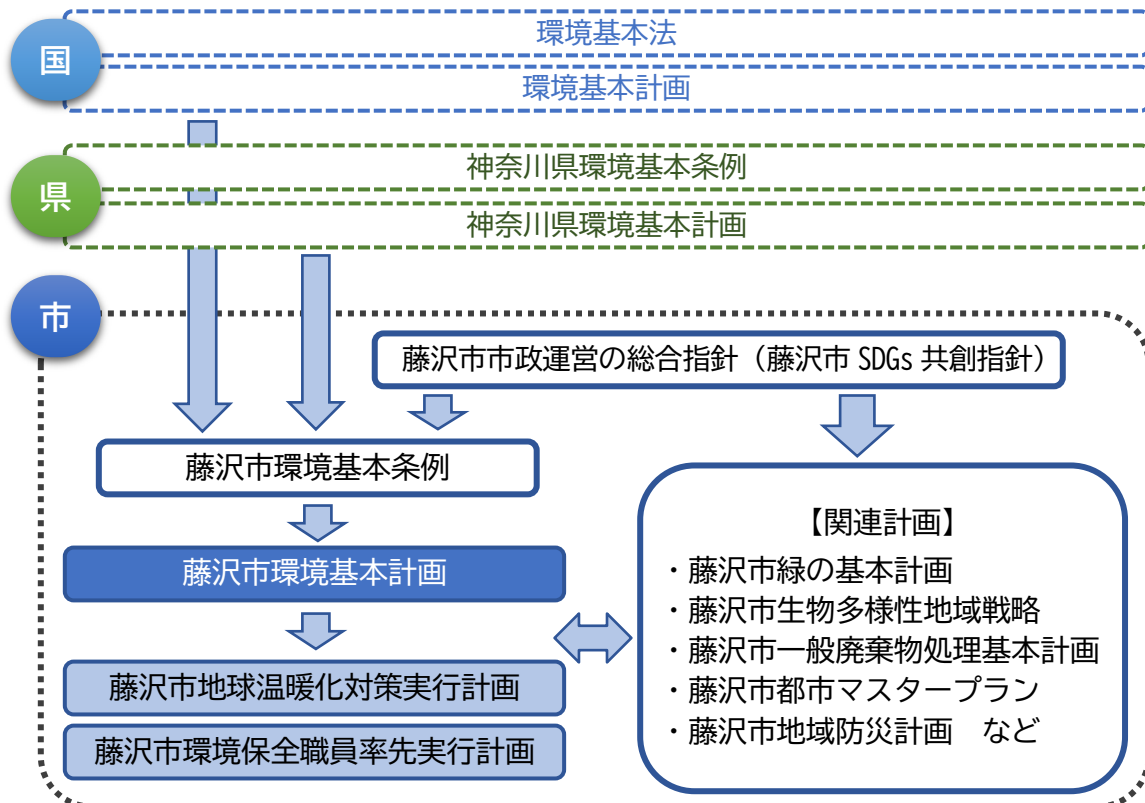 国
環境基本法
環境基本計画
県
神奈川県環境基本条例
神奈川県環境基本計画
市
藤沢市市政運営の総合指針（藤沢市 SDGs 共創指針）
藤沢市環境基本条例
藤沢市環境基本計画
藤沢市地球温暖化対策実行計画
藤沢市環境保全職員率先実行計画
【関連計画】
・藤沢市緑の基本計画
・藤沢市生物多様性地域戦略
・藤沢市一般廃棄物処理基本計画
・藤沢市都市マスタープラン
・藤沢市地域防災計画　など